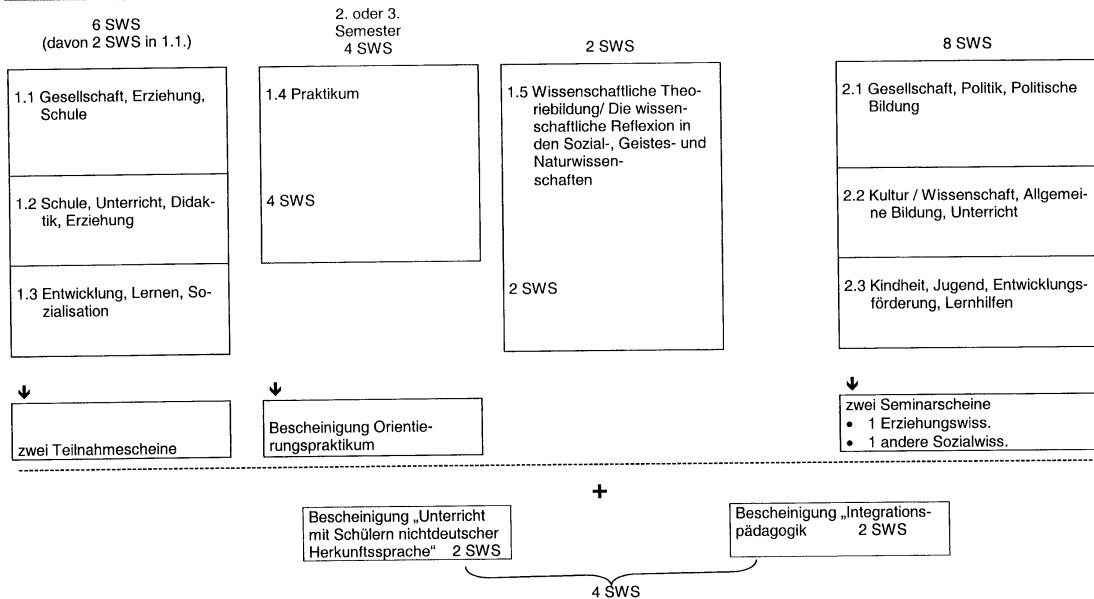 6 SWS
(davon 2 SWS in 1.1.)
2. oder 3.
Semester
4 SWS
2 SWS
8 SWS
1.1 Gesellschaft, Erziehung,
Schule
1.2 Schule, Unterricht, Didak-
tik, Erziehung
1.3 Entwicklung, Lernen, So-
zialisation
1.4 Praktikum
4 SWS
1.5 Wissenschaftliche Theo-
riebildung/ Die wissen-
schaftliche Reflexion in
den Sozial-, Geistes- und
Naturwissen-
schaften
2 SWS
2.1 Gesellschaft, Politik, Politische
Bildung
2.2 Kultur / Wissenschaft, Allgemei-
ne Bildung, Unterricht
2.3 Kindheit, Jugend, Entwicklungs-
förderung, Lernhilfen
zwei Teilnahmescheine
Bescheinigung Orientie-
rungspraktikum
zwei Seminarscheine
• 1 Erziehungswiss.
• 1 andere Sozialwiss.
+
Bescheinigung „Unterricht
mit Schülern nichtdeutscher
Herkunftssprache“ 2 SWS
Bescheinigung „Integrations-
pädagogik 2 SWS
4 SWS